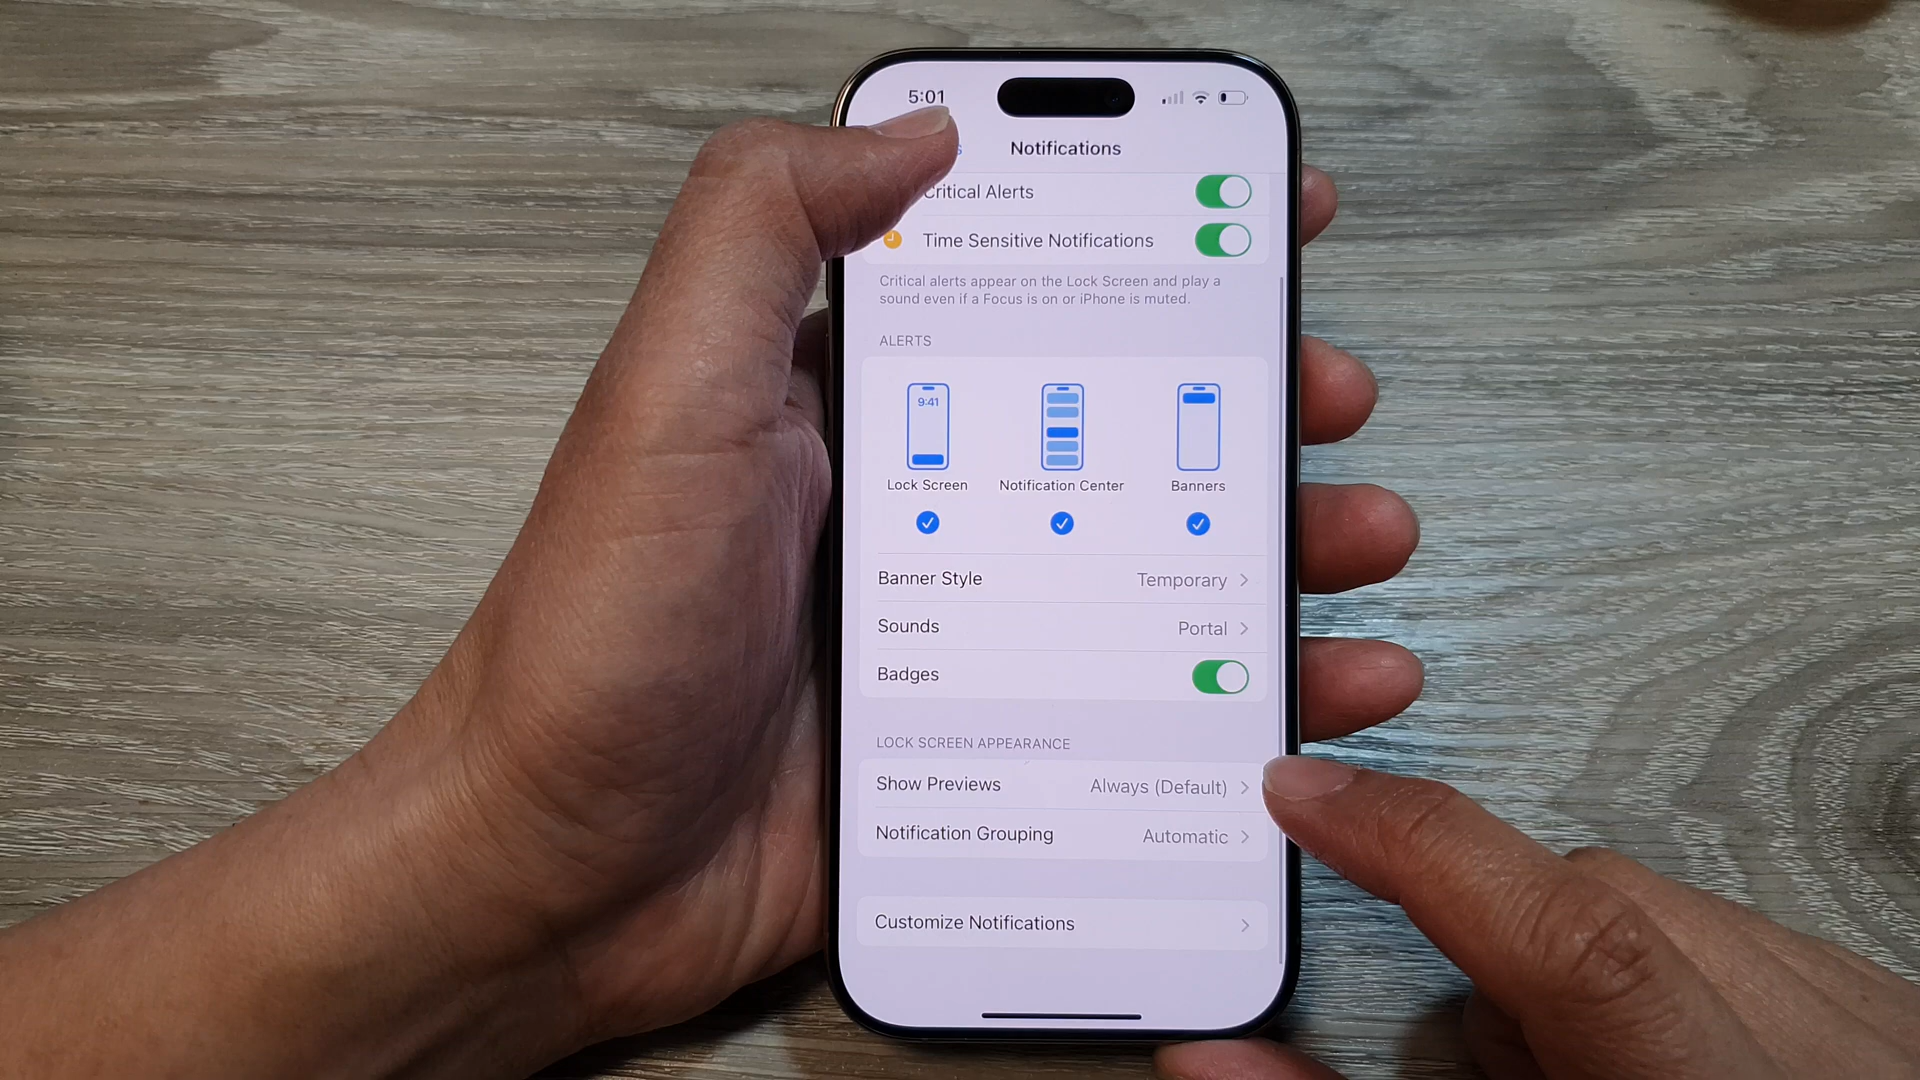 5:01
Notifications
Critical Alerts
Time Sensitive Notifications
Critical alerts appear on the Lock Screen and play a
sound even if a Focus is on or iPhone is muted.
ALERTS
9:41
Lock Screen
Notification Center
Banners
Banner Style
Temporary
Sounds
Portal
Badges
LOCK SCREEN APPEARANCE
Show Previews
Always (Default)
Notification Grouping
Automatic
Customize Notifications